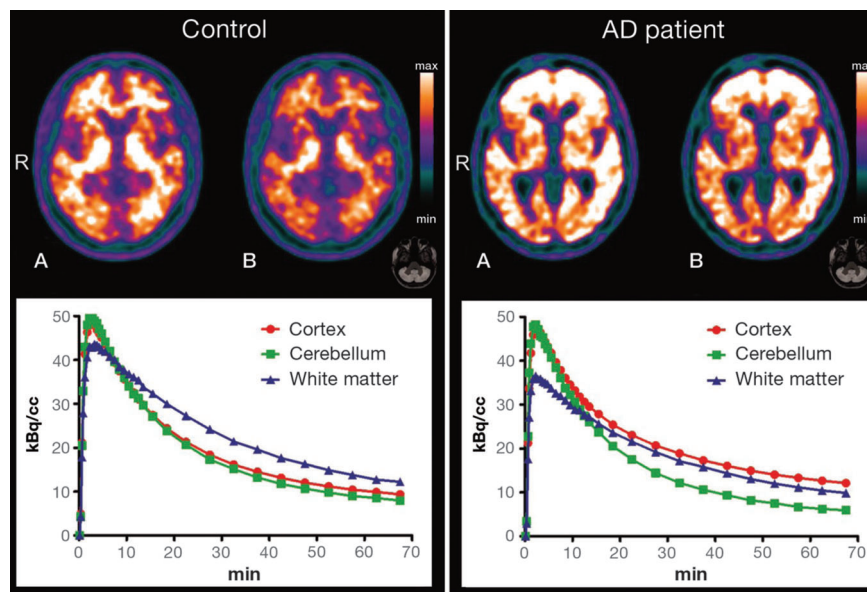 Control
AD patient
max
R
min
A
B
ma
R
mi
A
B
50
40
30
20
10
0
kBq/cc
Cortex
Cerebellum
White matter
0
10
20
30
40
50
60
70
min
50
40
30
20
10
0
kBq/cc
Cortex
Cerebellum
White matter
0
10
20
30
40
50
60
70
min